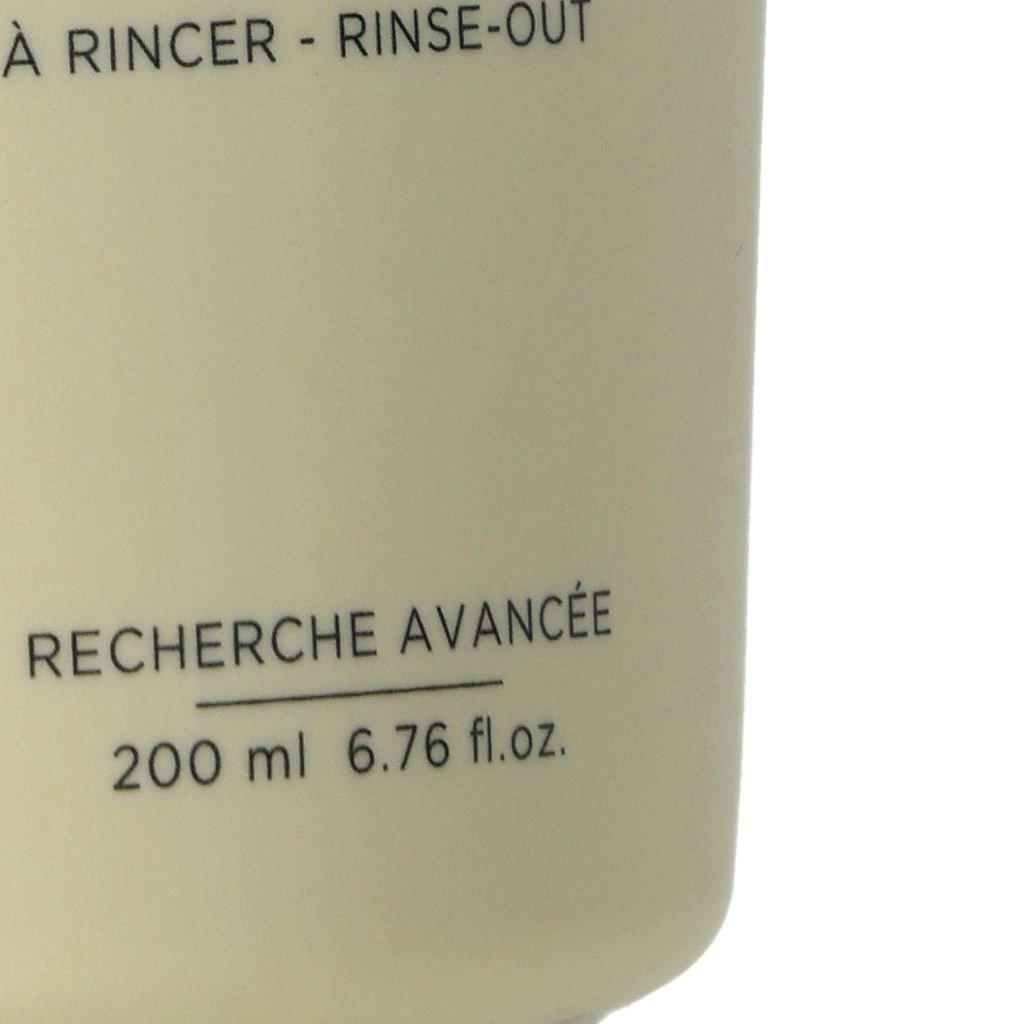 À RINCER - RINSE-OUT
RECHERCHE AVANCÉE
200 ml 6.76 fl.oz.